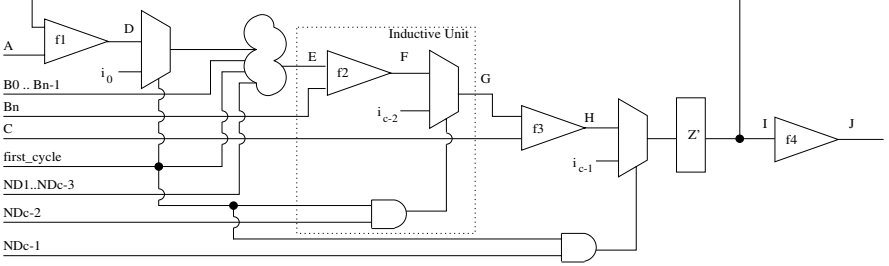 Inductive Unit
D
E
F
G
H
I
J
A
f1
f2
f3
f4
i0
ic-2
ic-1
Z'
B0 .. Bn-1
Bn
C
first_cycle
ND1..NDc-3
NDc-2
NDc-1